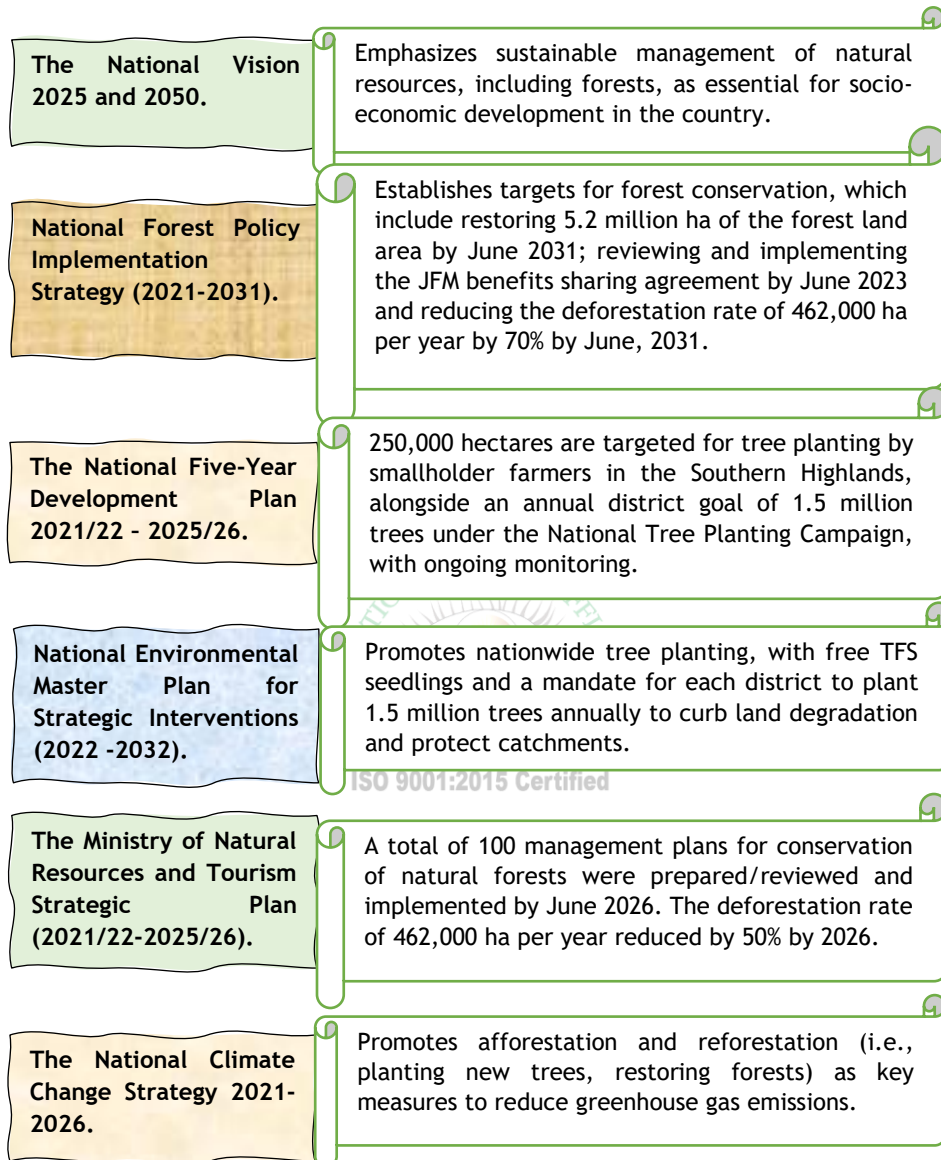 The National Vision
2025 and 2050.
Emphasizes sustainable management of natural
resources, including forests, as essential for socio-
economic development in the country.
National Forest Policy
Implementation
Strategy (2021-2031).
Establishes targets for forest conservation, which
include restoring 5.2 million ha of the forest land
area by June 2031; reviewing and implementing
the JFM benefits sharing agreement by June 2023
and reducing the deforestation rate of 462,000 ha
per year by 70% by June, 2031.
The National Five-Year
Development Plan
2021/22 – 2025/26.
250,000 hectares are targeted for tree planting by
smallholder farmers in the Southern Highlands,
alongside an annual district goal of 1.5 million
trees under the National Tree Planting Campaign,
with ongoing monitoring.
National Environmental
Master Plan for
Strategic Interventions
(2022 -2032).
Promotes nationwide tree planting, with free TFS
seedlings and a mandate for each district to plant
1.5 million trees annually to curb land degradation
and protect catchments.
ISO 9001:2015 Certified
The Ministry of Natural
Resources and Tourism
Strategic Plan
(2021/22-2025/26).
A total of 100 management plans for conservation
of natural forests were prepared/reviewed and
implemented by June 2026. The deforestation rate
of 462,000 ha per year reduced by 50% by 2026.
The National Climate
Change Strategy 2021-
2026.
Promotes afforestation and reforestation (i.e.,
planting new trees, restoring forests) as key
measures to reduce greenhouse gas emissions.